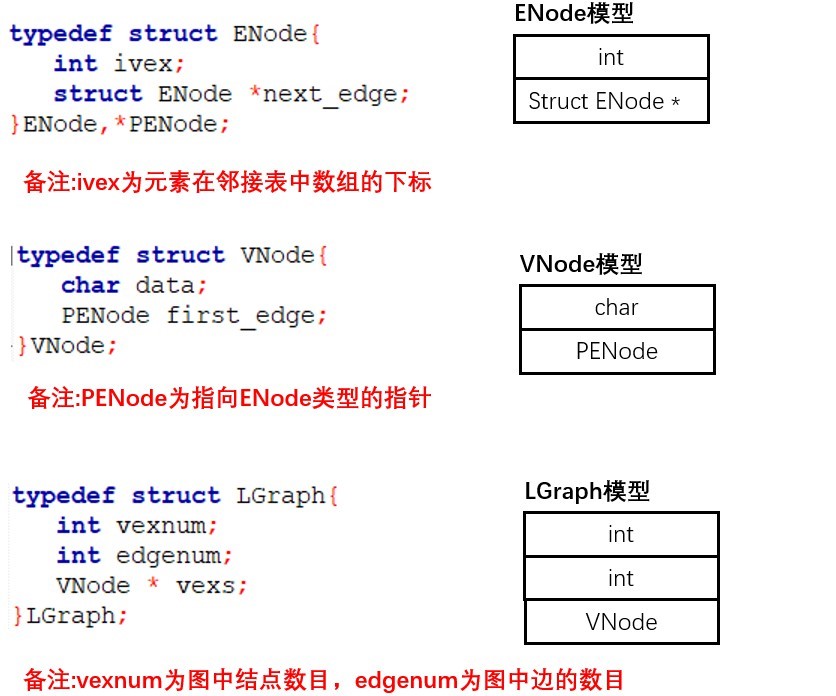 typedef struct ENode{
int ivex;
struct ENode *next_edge;
}ENode,*PENode;
ENode模型
int
Struct ENode *
备注:ivex为元素在邻接表中数组的下标
typedef struct VNode{
char data;
PENode first_edge;
}VNode;
VNode模型
char
PENode
备注:PENode为指向ENode类型的指针
typedef struct LGraph{
int vexnum;
int edgenum;
VNode * vexs;
}LGraph;
LGraph模型
int
int
VNode
备注:vexnum为图中结点数目，edgenum为图中边的数目